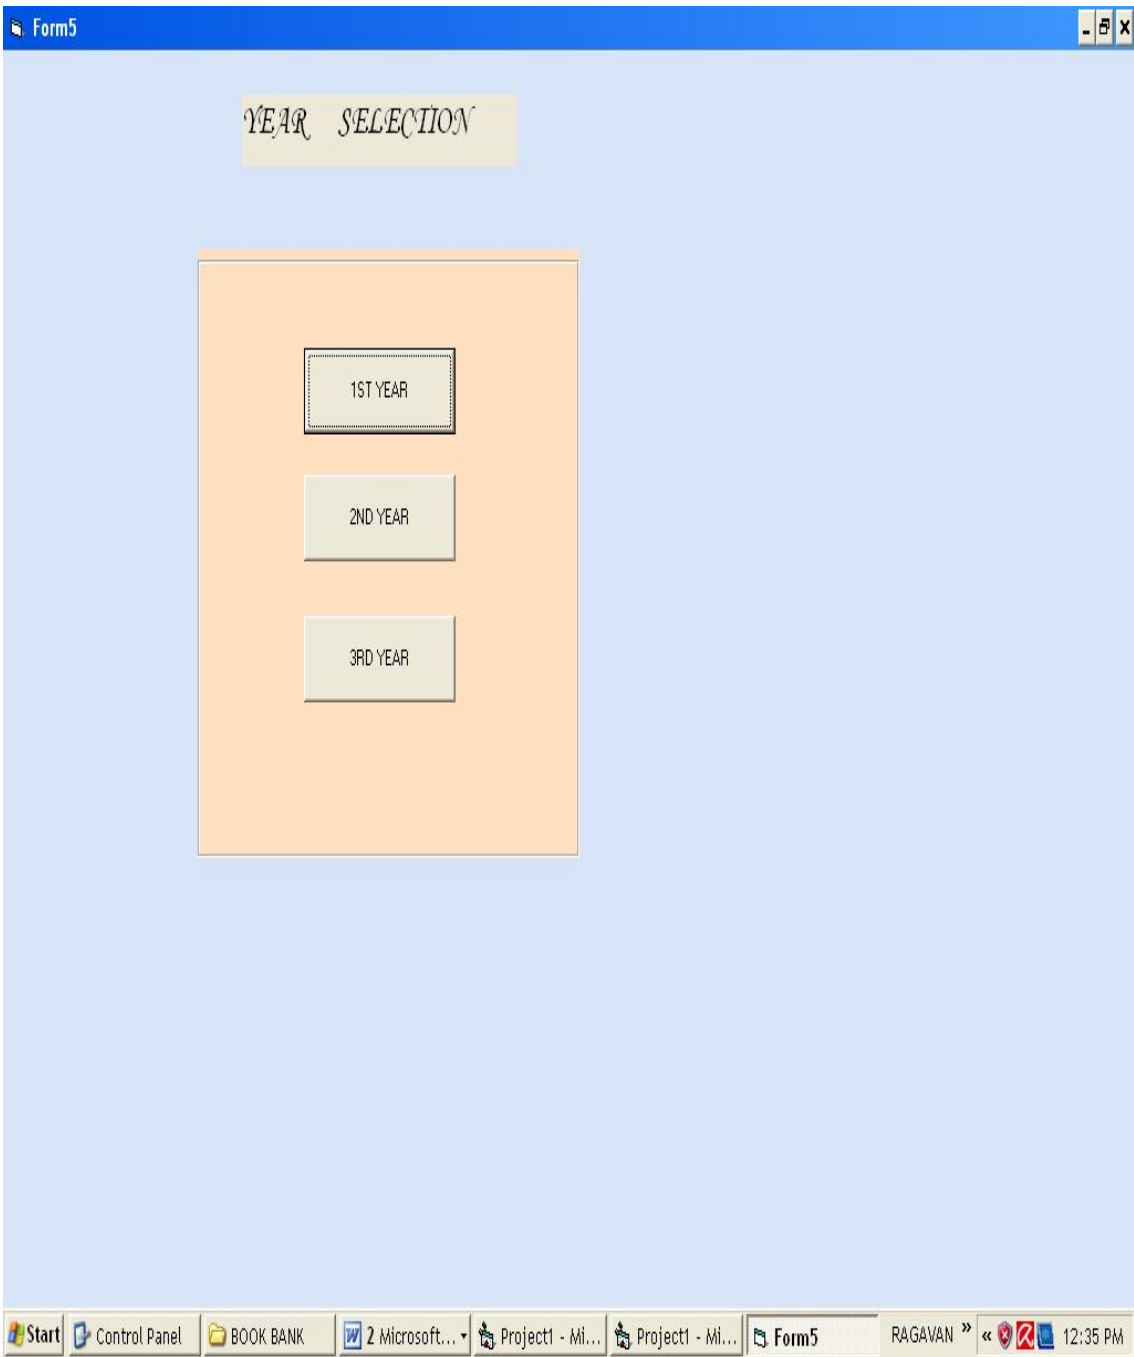 Form5
YEAR SELECTION
1ST YEAR
2ND YEAR
3RD YEAR
Start Control Panel BOOK BANK 2 Microsoft... Project1 - Mi... Project1 - Mi... Form5 RAGAVAN » « 12:35 PM